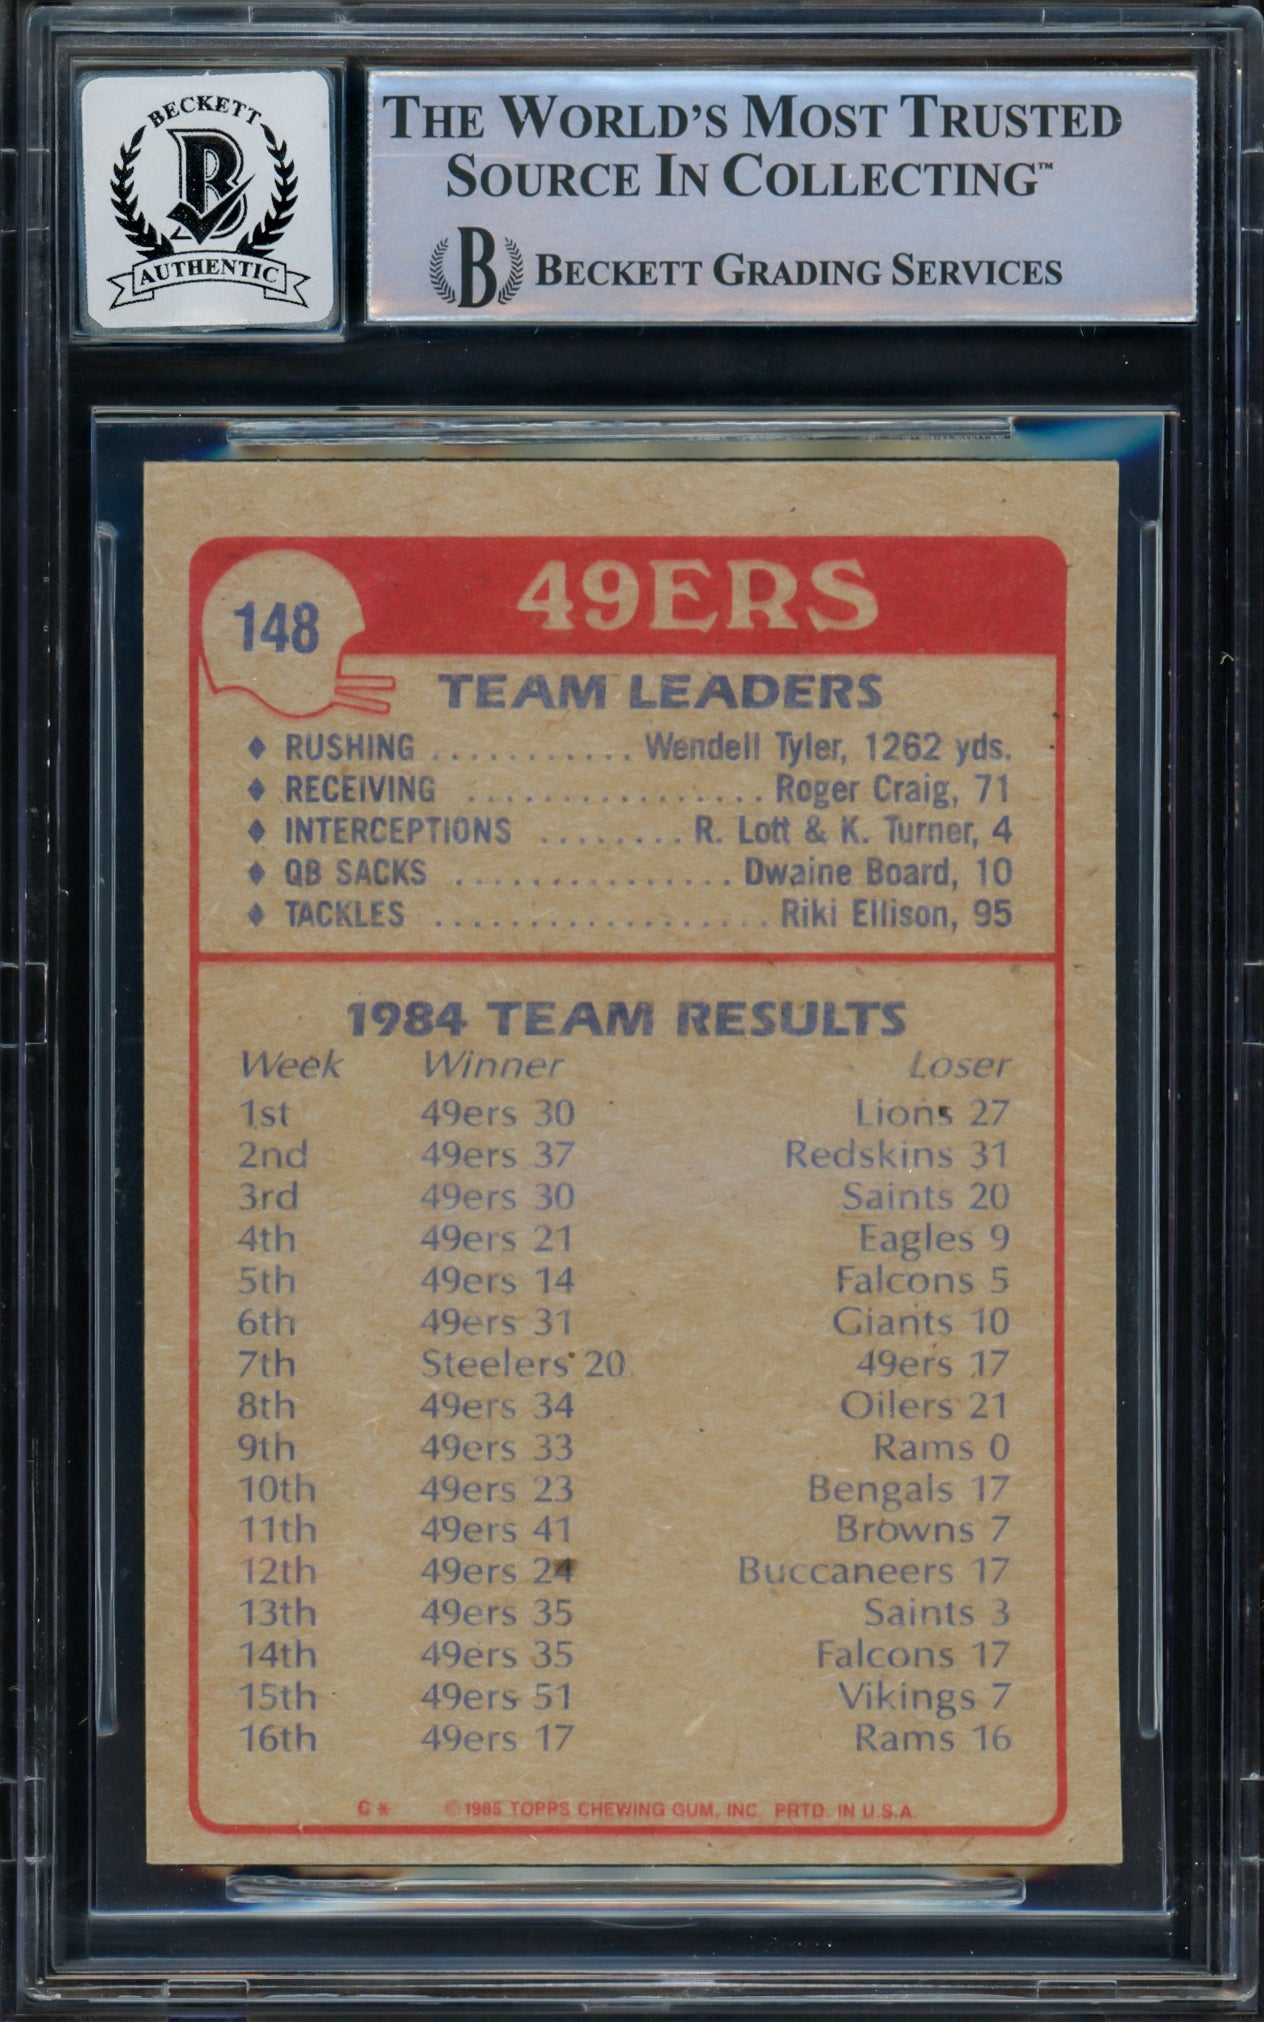 BECKETT
B
AUTHENTIC
THE WORLD'S MOST TRUSTED
SOURCE IN COLLECTING™
B BECKETT GRADING SERVICES
148
49ERS
TEAM LEADERS
♦ RUSHING ........... Wendell Tyler, 1262 yds.
♦ RECEIVING ................ Roger Craig, 71
♦ INTERCEPTIONS ........ R. Lott & K. Turner, 4
♦ QB SACKS ............... Dwaine Board, 10
♦ TACKLES .................. Riki Ellison, 95
1984 TEAM RESULTS
Week Winner Loser
1st 49ers 30 Lions 27
2nd 49ers 37 Redskins 31
3rd 49ers 30 Saints 20
4th 49ers 21 Eagles 9
5th 49ers 14 Falcons 5
6th 49ers 31 Giants 10
7th Steelers 20 49ers 17
8th 49ers 34 Oilers 21
9th 49ers 33 Rams 0
10th 49ers 23 Bengals 17
11th 49ers 41 Browns 7
12th 49ers 24 Buccaneers 17
13th 49ers 35 Saints 3
14th 49ers 35 Falcons 17
15th 49ers 51 Vikings 7
16th 49ers 17 Rams 16
C* ©1985 TOPPS CHEWING GUM, INC. PRTD. IN U.S.A.